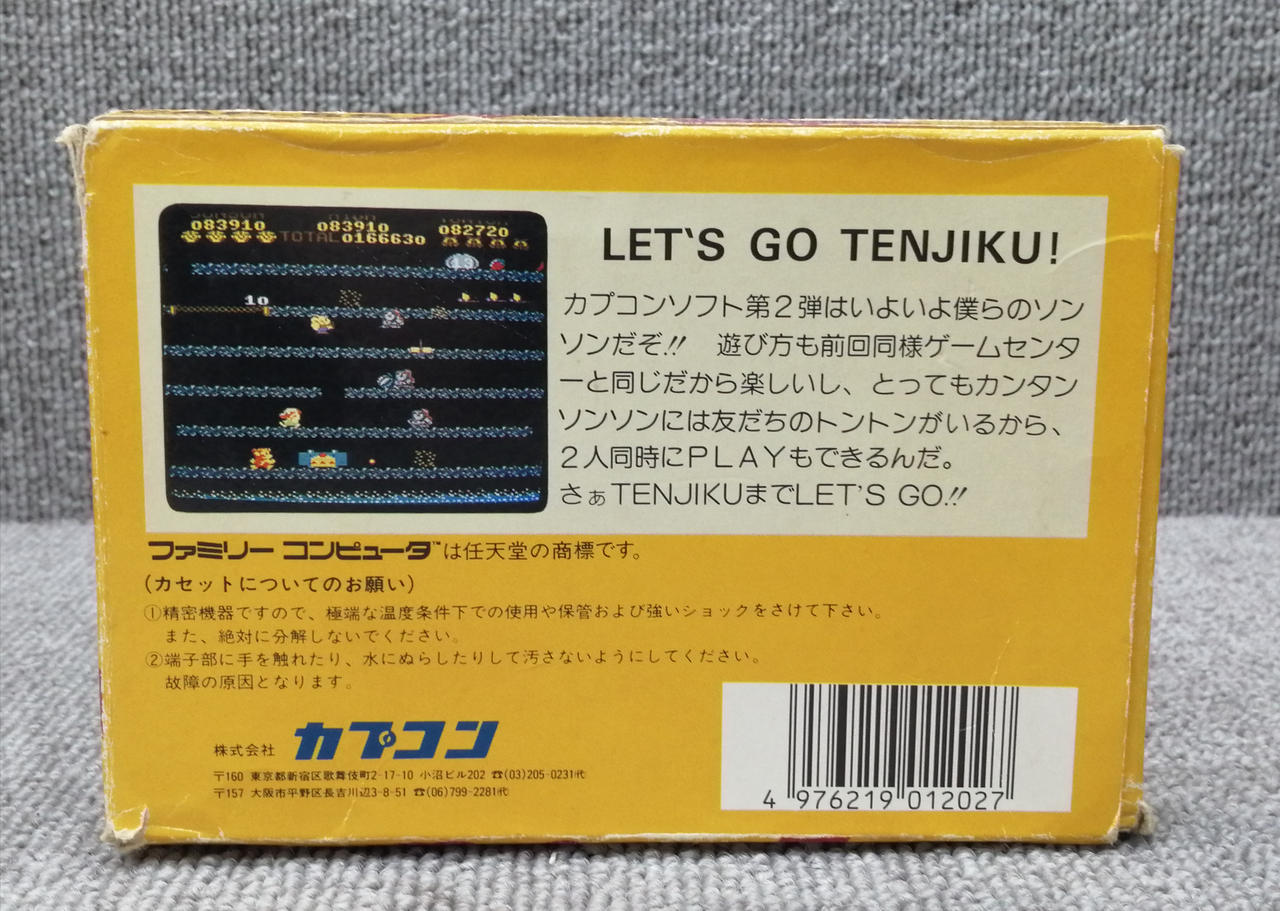 083910
083910
082720
TOTAL 0166630
10
LET'S GO TENJIKU!
カプコンソフト第2弾はいよいよ僕らのソン
ソンだぞ!! 遊び方も前回同様ゲームセンタ
ーと同じだから楽しいし、とってもカンタン
ソンソンには友だちのトントンがいるから、
2人同時にPLAYもできるんだ。
さぁTENJIKUまでLET'S GO!!
ファミリー コンピュータ™は任天堂の商標です。
(カセットについてのお願い)
①精密機器ですので、極端な温度条件下での使用や保管および強いショックをさけて下さい。
また、絶対に分解しないでください。
②端子部に手を触れたり、水にぬらしたりして汚さないようにしてください。
故障の原因となります。
株式会社 カプコン
〒160 東京都新宿区歌舞伎町2-17-10 小沼ビル202 ☎(03)205-0231代
〒157 大阪市平野区長吉川辺3-8-51 ☎(06)799-2281代
4 976219 012027